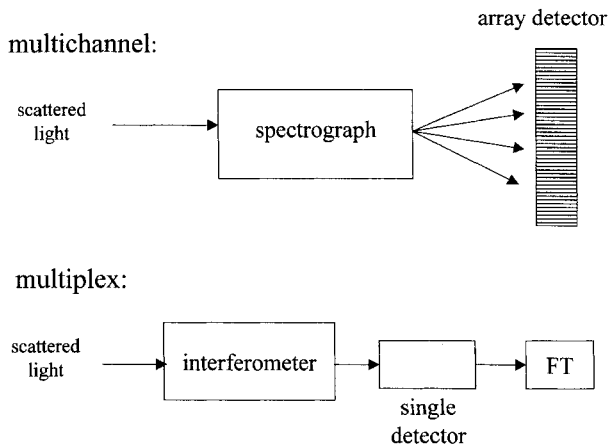 array detector
multichannel:
scattered
light
spectrograph
multiplex:
scattered
light
interferometer
FT
single
detector